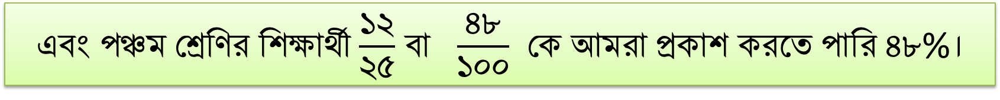 এবং পঞ্চম শ্রেণির শিক্ষার্থী ১২/২৫ বা ৪৮/১০০ কে আমরা প্রকাশ করতে পারি ৪৮%।